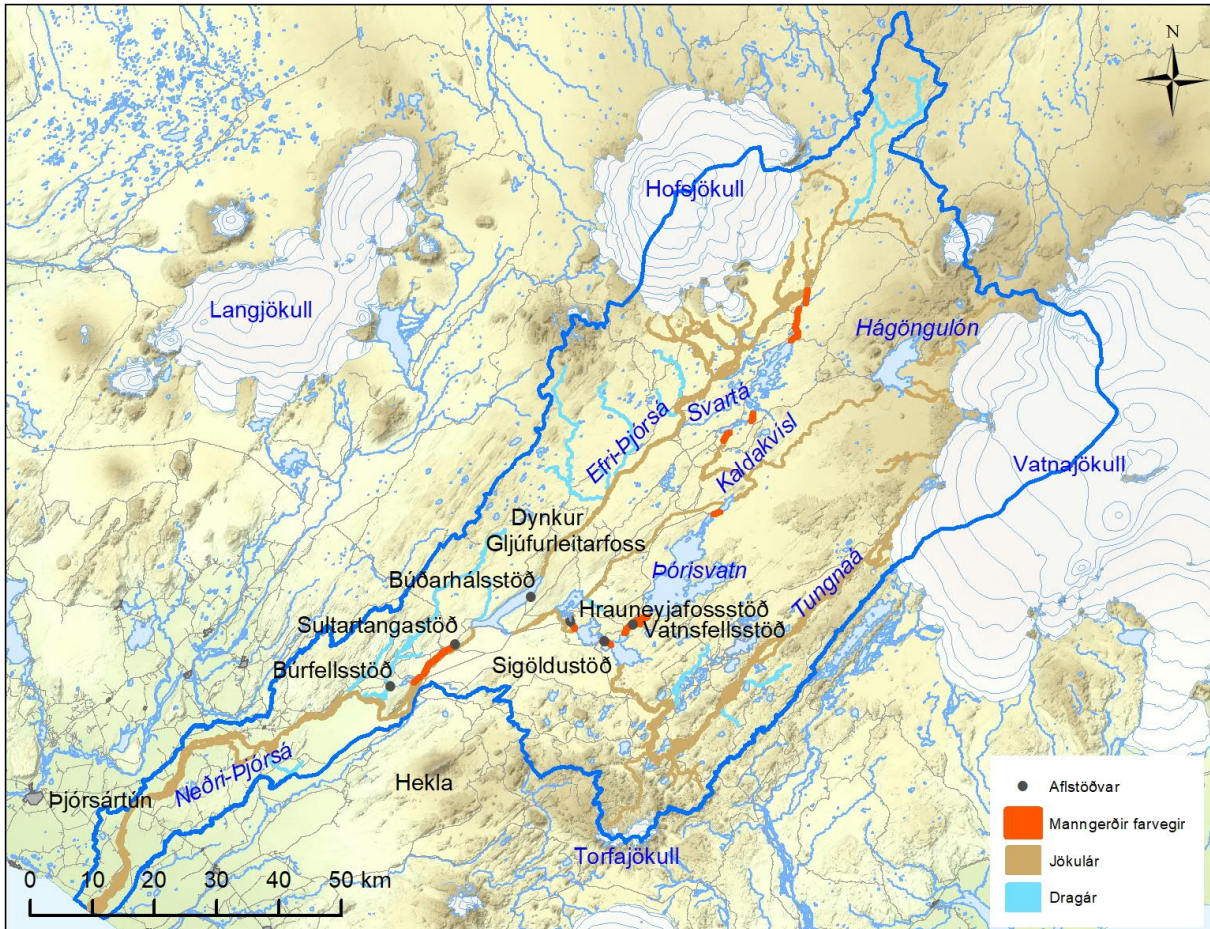 N
Hofsjökull
Langjökull
Hágöngulón
Svartá
Efri-Þjórsá
Kaldakvísl
Vatnajökull
Dynkur
Gljúfurleitarfoss
Búðarhálsstöð
Þórisvatn
Tungnaá
Hrauneyjafossstöð
Sultartangastöð
Vatnsfellsstöð
Sigöldustöð
Búrfellsstöð
Neðri-Þjórsá
Hekla
Þjórsártún
Torfajökull
0 10 20 30 40 50 km
Aflstöðvar
Manngerðir farvegir
Jökulár
Dragár